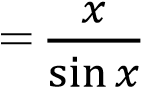 = x / sin x